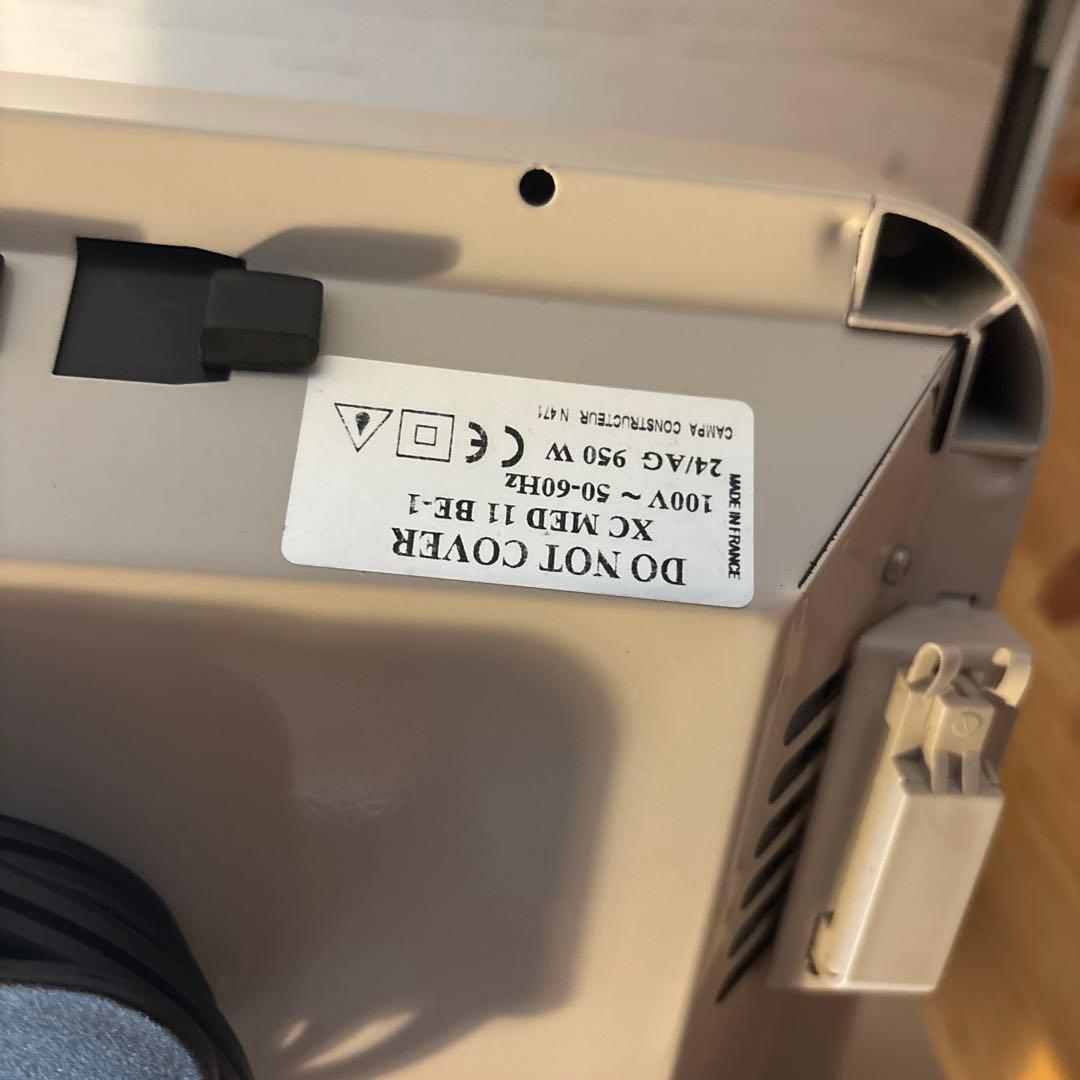 DO NOT COVER
XC MED 11 BE-1
100V ~ 50-60Hz
24/AG 950 W CE
CAMPA CONSTRUCTEUR N 471
MADE IN FRANCE